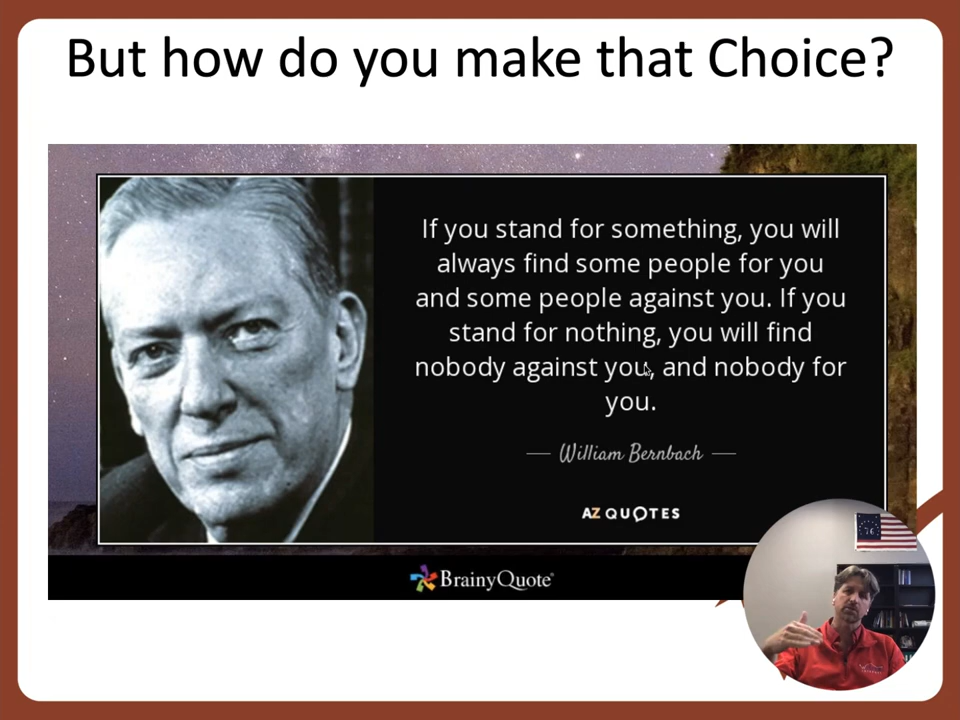 But how do you make that Choice?
If you stand for something, you will
always find some people for you
and some people against you. If you
stand for nothing, you will find
nobody against you, and nobody for
you.
— William Bernbach —
AZ QUOTES
BrainyQuote®
76